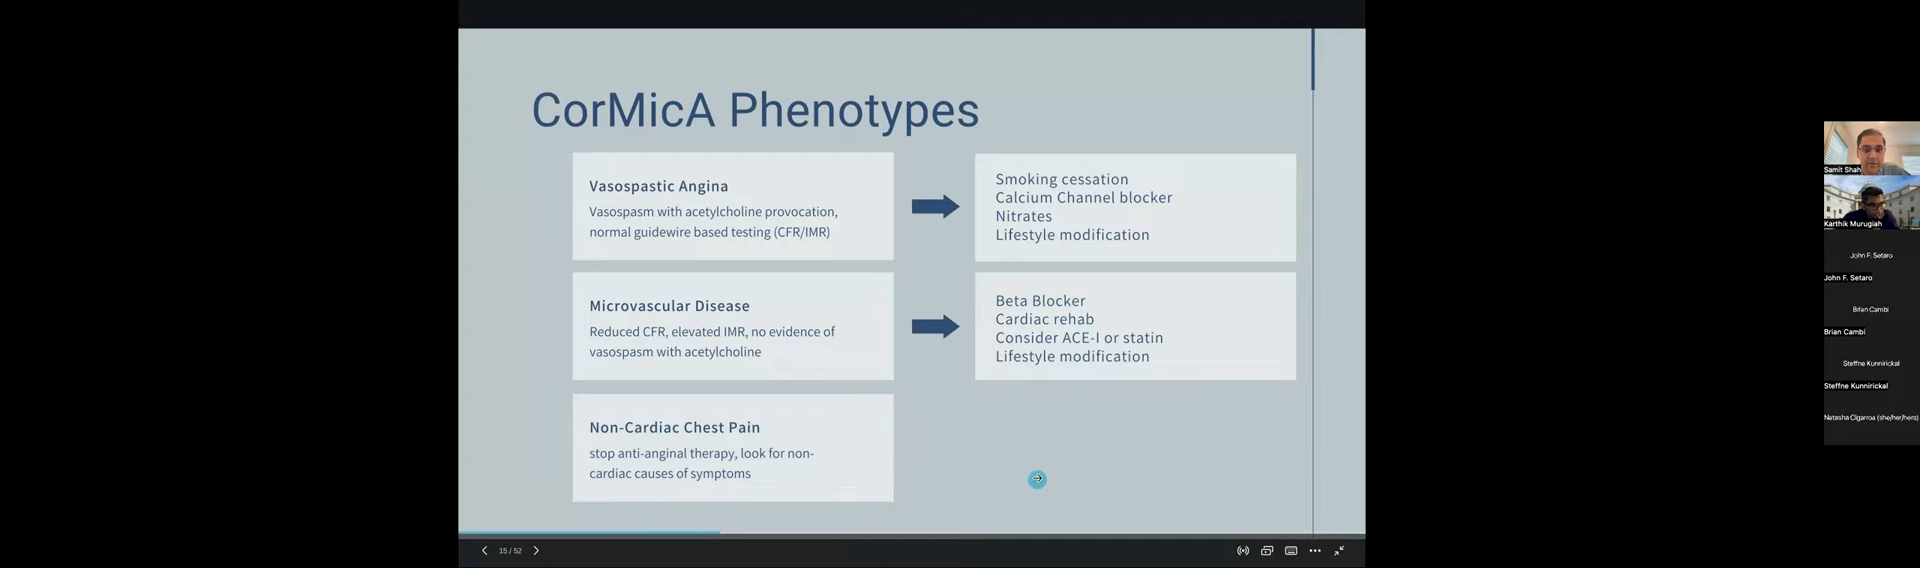 CorMicA Phenotypes
Vasospastic Angina
Vasospasm with acetylcholine provocation,
normal guidewire based testing (CFR/IMR)
Smoking cessation
Calcium Channel blocker
Nitrates
Lifestyle modification
Microvascular Disease
Reduced CFR, elevated IMR, no evidence of
vasospasm with acetylcholine
Beta Blocker
Cardiac rehab
Consider ACE-I or statin
Lifestyle modification
Non-Cardiac Chest Pain
stop anti-anginal therapy, look for non-
cardiac causes of symptoms
15 / 52
Samit Shah
Karthik Murugiah
John F. Setaro
John F. Setaro
Brian Cambi
Brian Cambi
Steffne Kunnirickal
Steffne Kunnirickal
Natasha Cigarroa (she/her/hers)